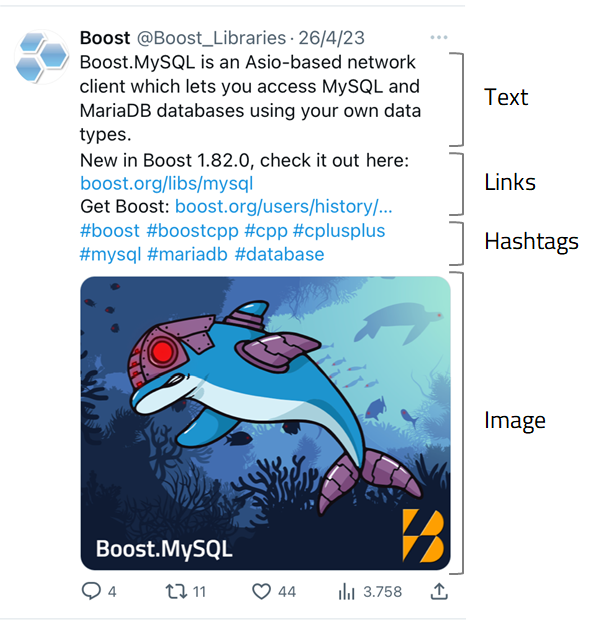 Boost @Boost_Libraries · 26/4/23 ...
Boost.MySQL is an Asio-based network
client which lets you access MySQL and
MariaDB databases using your own data
types.
Text
New in Boost 1.82.0, check it out here:
boost.org/libs/mysql
Links
Get Boost: boost.org/users/history/...
#boost #boostcpp #cpp #cplusplus
Hashtags
#mysql #mariadb #database
Image
Boost.MySQL
4 11 44 3.758